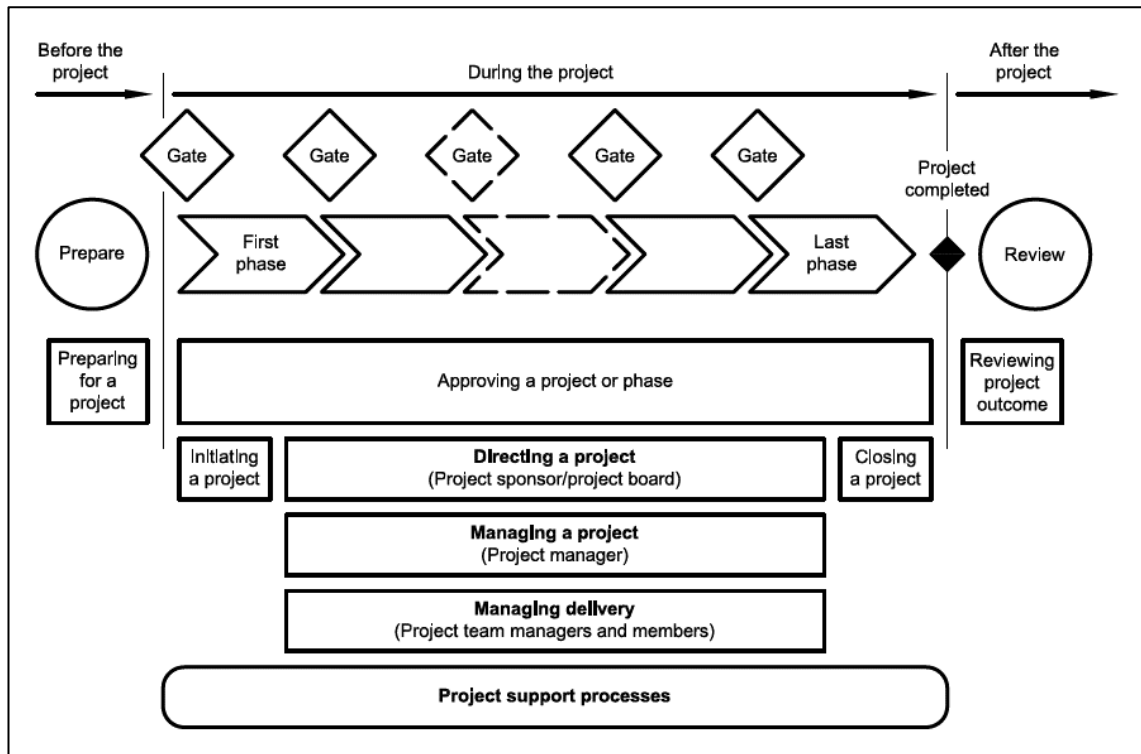 Before the
project
During the project
After the
project
Gate
Gate
Gate
Gate
Gate
Project
completed
Prepare
First
phase
Last
phase
Review
Preparing
for a
project
Approving a project or phase
Reviewing
project
outcome
Initiating
a project
Directing a project
(Project sponsor/project board)
Closing
a project
Managing a project
(Project manager)
Managing delivery
(Project team managers and members)
Project support processes